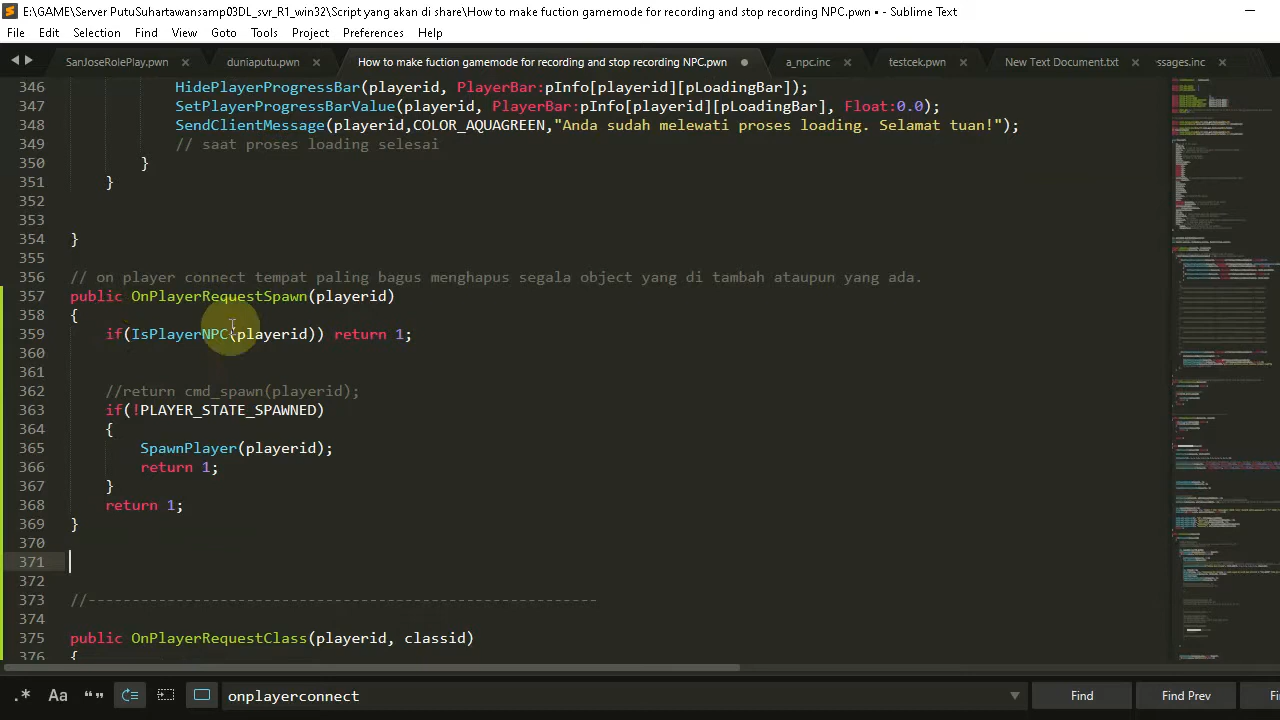 E:\GAME\Server PutuSuhartawansamp03DL_svr_R1_win32\Script yang akan di share\How to make fuction gamemode for recording and stop recording NPC.pwn • - Sublime Text
File Edit Selection Find View Goto Tools Project Preferences Help
SanJoseRolePlay.pwn duniaputu.pwn How to make fuction gamemode for recording and stop recording NPC.pwn a_npc.inc testcek.pwn New Text Document.txt ssages.inc
346 HidePlayerProgressBar(playerid, PlayerBar:pInfo[playerid][pLoadingBar]);
347 SetPlayerProgressBarValue(playerid, PlayerBar:pInfo[playerid][pLoadingBar], Float:0.0);
348 SendClientMessage(playerid,COLOR_AQUAGREEN,"Anda sudah melewati proses loading. Selamat tuan!");
349 // saat proses loading selesai
350 }
351 }
352
353
354 }
355
356 // on player connect tempat paling bagus menghapus segala object yang di tambah ataupun yang ada.
357 public OnPlayerRequestSpawn(playerid)
358 {
359 if(IsPlayerNPC(playerid)) return 1;
360
361
362 //return cmd_spawn(playerid);
363 if(!PLAYER_STATE_SPAWNED)
364 {
365 SpawnPlayer(playerid);
366 return 1;
367 }
368 return 1;
369 }
370
371
372
373 //----------------------------------------------------------
374
375 public OnPlayerRequestClass(playerid, classid)
376 {
.* Aa “” onplayerconnect Find Find Prev Fin